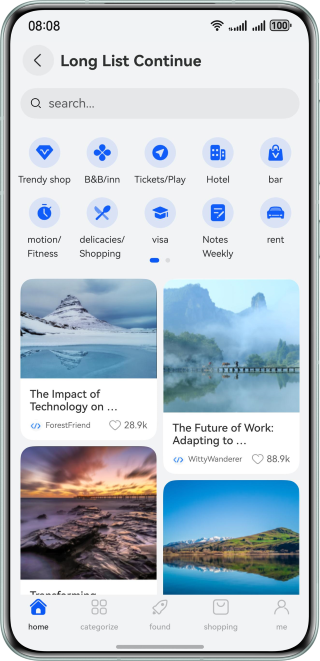 08:08
100
Long List Continue
search...
Trendy shop
B&B/inn
Tickets/Play
Hotel
bar
motion/
Fitness
delicacies/
Shopping
visa
Notes
Weekly
rent
The Impact of
Technology on ...
ForestFriend
28.9k
The Future of Work:
Adapting to ...
WittyWanderer
88.9k
Transforming
home
categorize
found
shopping
me